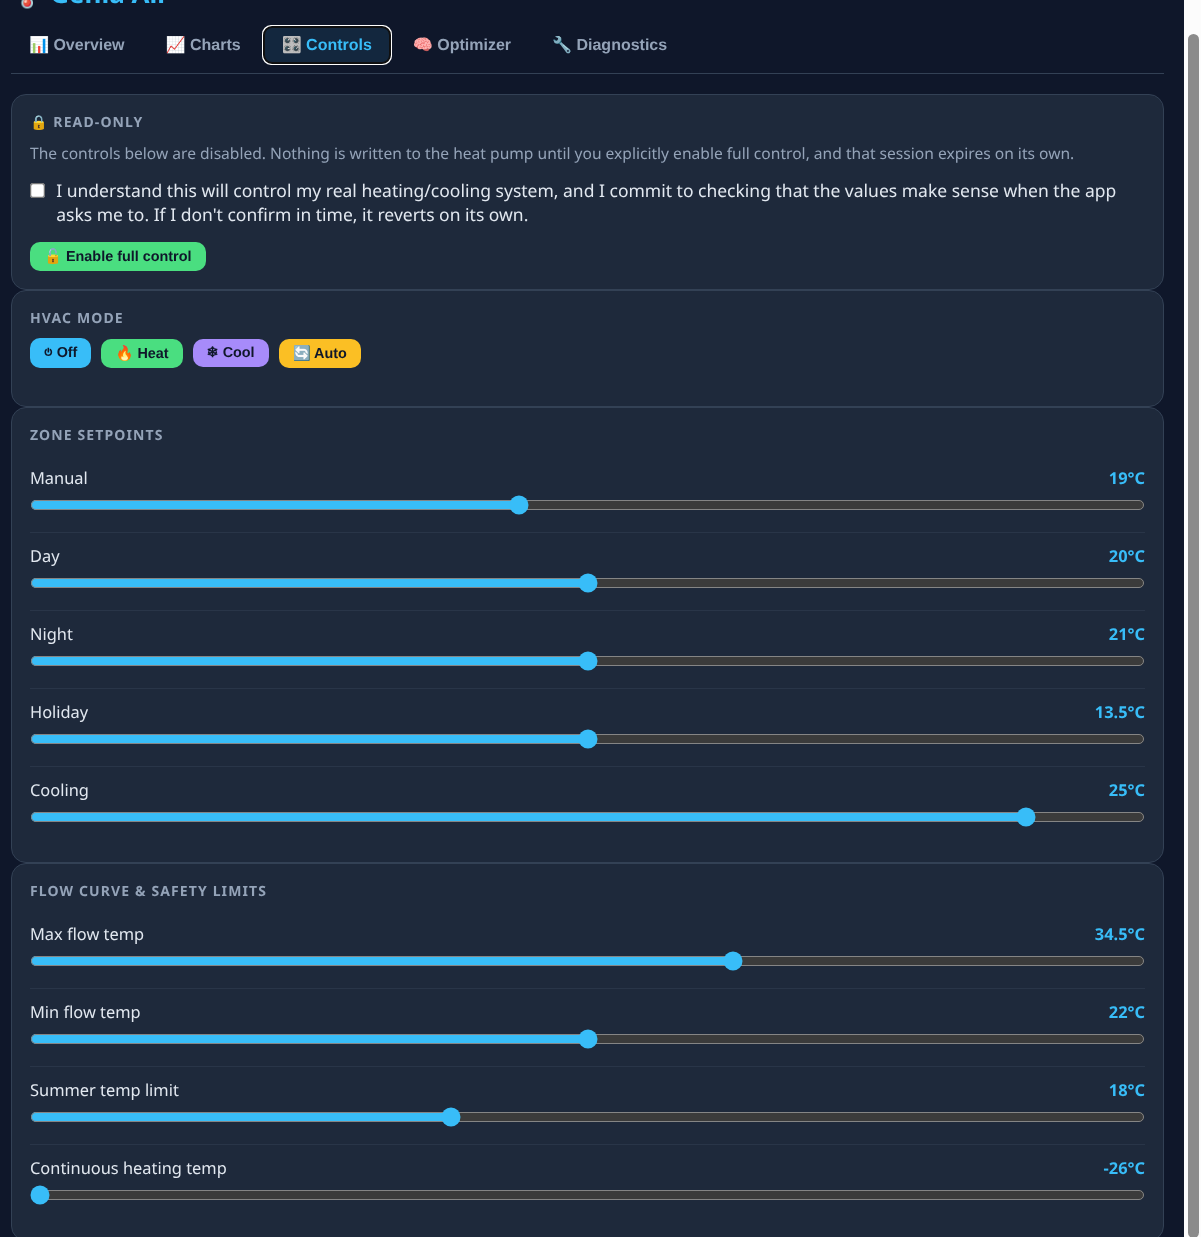 📊 Overview 📈 Charts 🎛️ Controls 🧠 Optimizer 🔧 Diagnostics
🔒 READ-ONLY
The controls below are disabled. Nothing is written to the heat pump until you explicitly enable full control, and that session expires on its own.
I understand this will control my real heating/cooling system, and I commit to checking that the values make sense when the app
asks me to. If I don't confirm in time, it reverts on its own.
🔓 Enable full control
HVAC MODE
⏻ Off 🔥 Heat ❄ Cool 🔄 Auto
ZONE SETPOINTS
Manual 19°C
Day 20°C
Night 21°C
Holiday 13.5°C
Cooling 25°C
FLOW CURVE & SAFETY LIMITS
Max flow temp 34.5°C
Min flow temp 22°C
Summer temp limit 18°C
Continuous heating temp -26°C